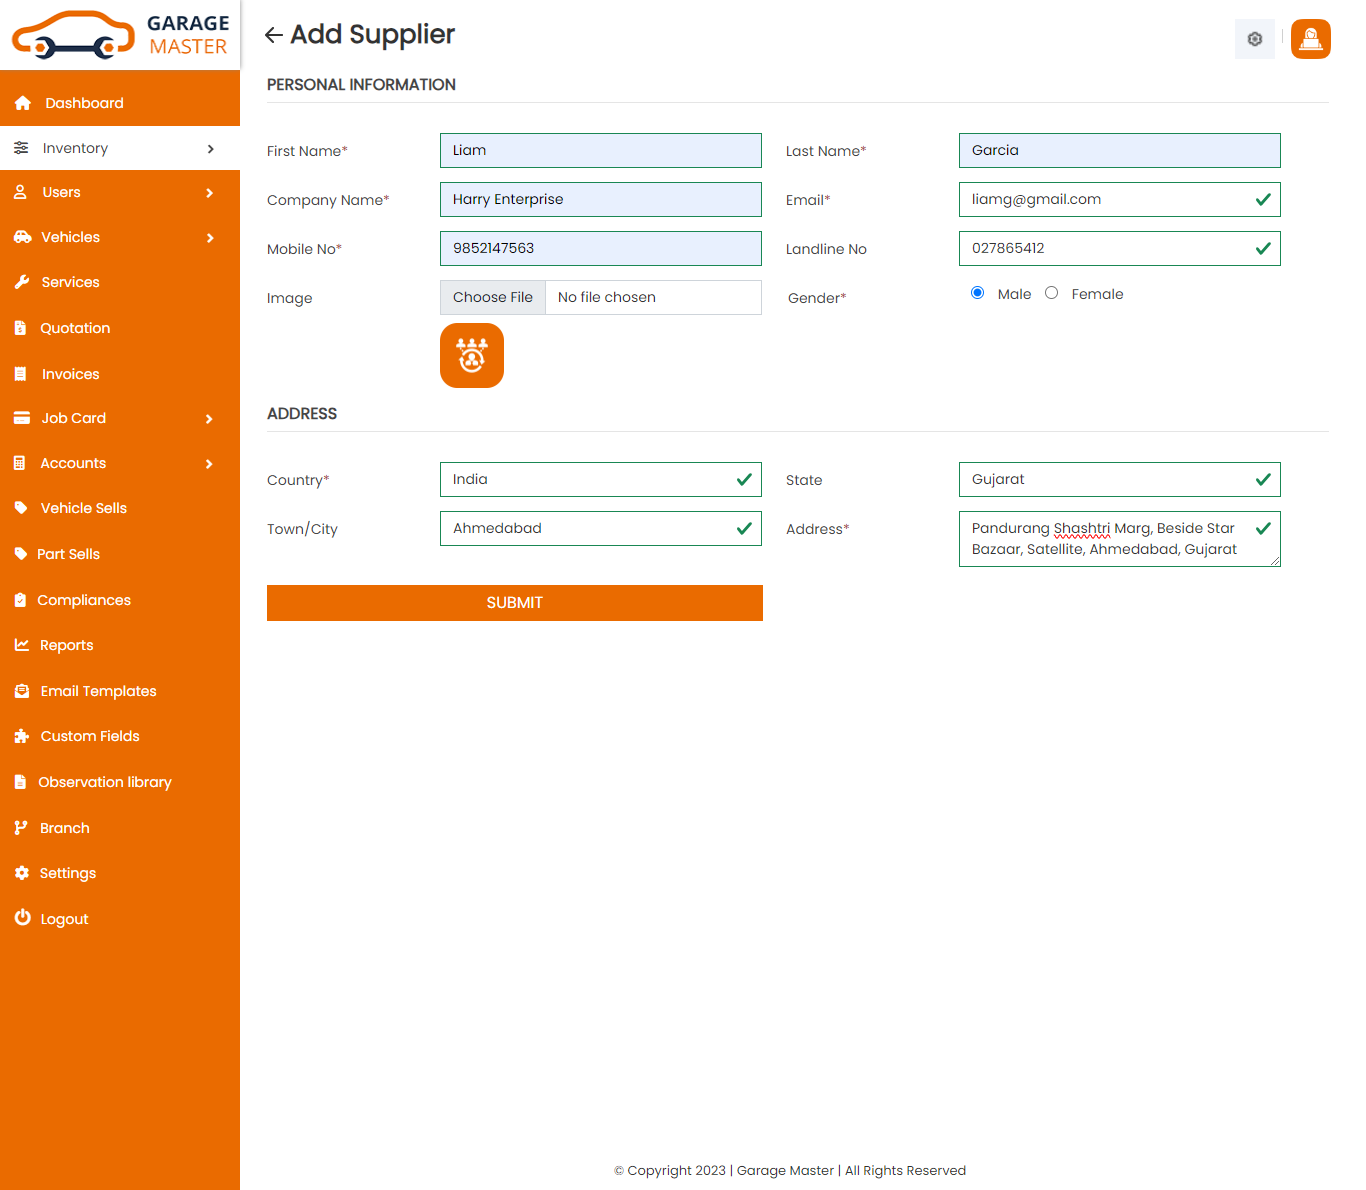 GARAGE
MASTER
Dashboard
Inventory
Users
Vehicles
Services
Quotation
Invoices
Job Card
Accounts
Vehicle Sells
Part Sells
Compliances
Reports
Email Templates
Custom Fields
Observation library
Branch
Settings
Logout
Add Supplier
PERSONAL INFORMATION
First Name* Liam Last Name* Garcia
Company Name* Harry Enterprise Email* liamg@gmail.com
Mobile No* 9852147563 Landline No 027865412
Image Choose File No file chosen Gender* Male Female
ADDRESS
Country* India State Gujarat
Town/City Ahmedabad Address* Pandurang Shashtri Marg, Beside Star
Bazaar, Satellite, Ahmedabad, Gujarat
SUBMIT
© Copyright 2023 | Garage Master | All Rights Reserved